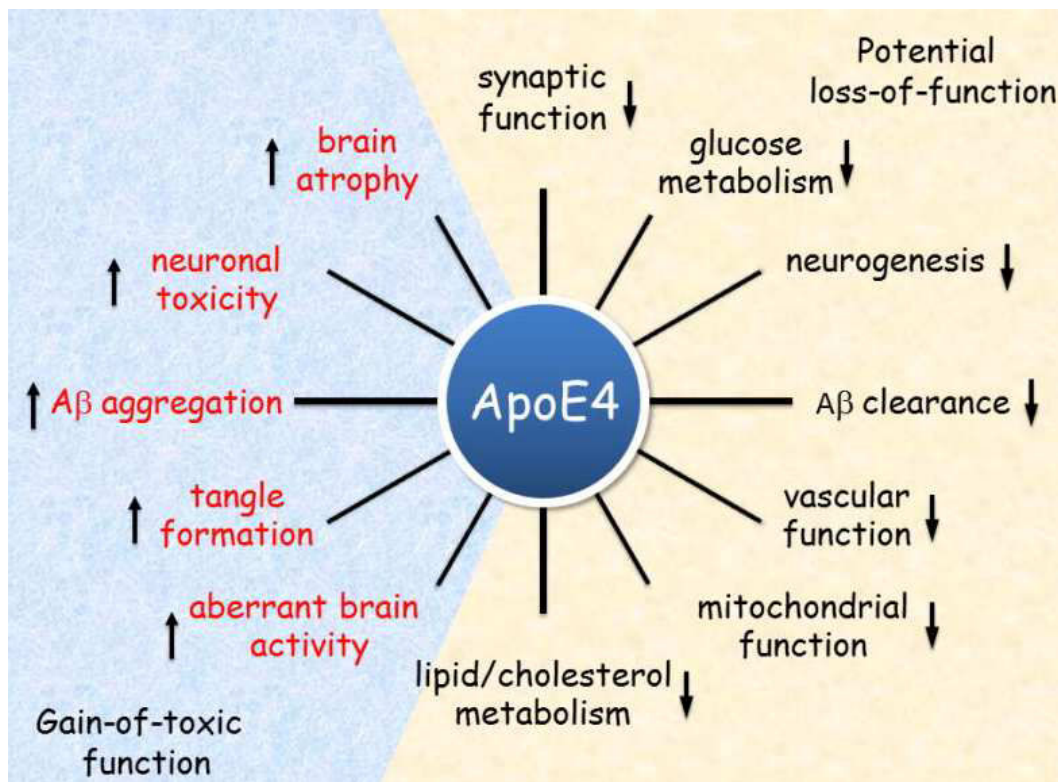 synaptic
function
Potential
loss-of-function
brain
atrophy
glucose
metabolism
neuronal
toxicity
neurogenesis
Aβ aggregation
ApoE4
Aβ clearance
tangle
formation
vascular
function
aberrant brain
activity
mitochondrial
function
lipid/cholesterol
metabolism
Gain-of-toxic
function